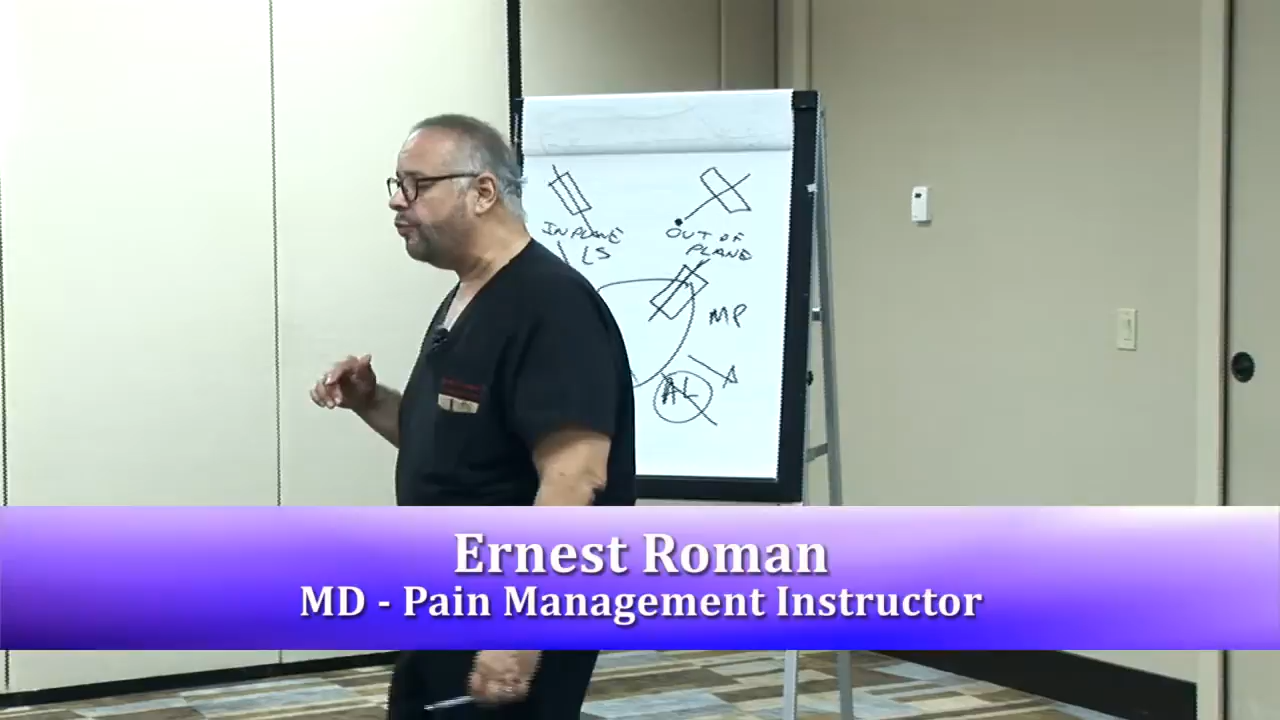 IN PLANE
LS
OUT OF
PLANE
MP
A
AL
Ernest Roman
MD - Pain Management Instructor